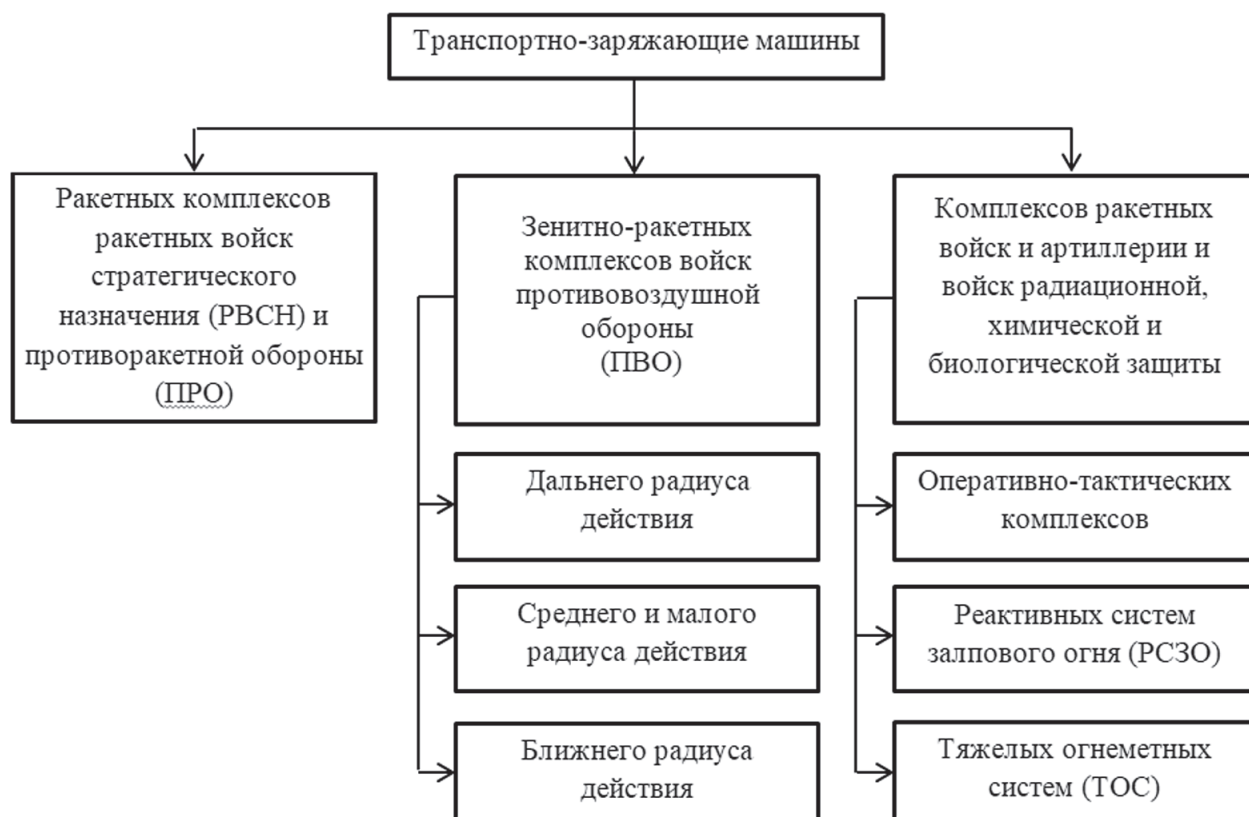 Транспортно-заряжающие машины
Ракетных комплексов
ракетных войск
стратегического
назначения (РВСН) и
противоракетной обороны
(ПРО)
Зенитно-ракетных
комплексов войск
противовоздушной
обороны
(ПВО)
Дальнего радиуса
действия
Среднего и малого
радиуса действия
Ближнего радиуса
действия
Комплексов ракетных
войск и артиллерии и
войск радиационной,
химической и
биологической защиты
Оперативно-тактических
комплексов
Реактивных систем
залпового огня (РСЗО)
Тяжелых огнеметных
систем (ТОС)